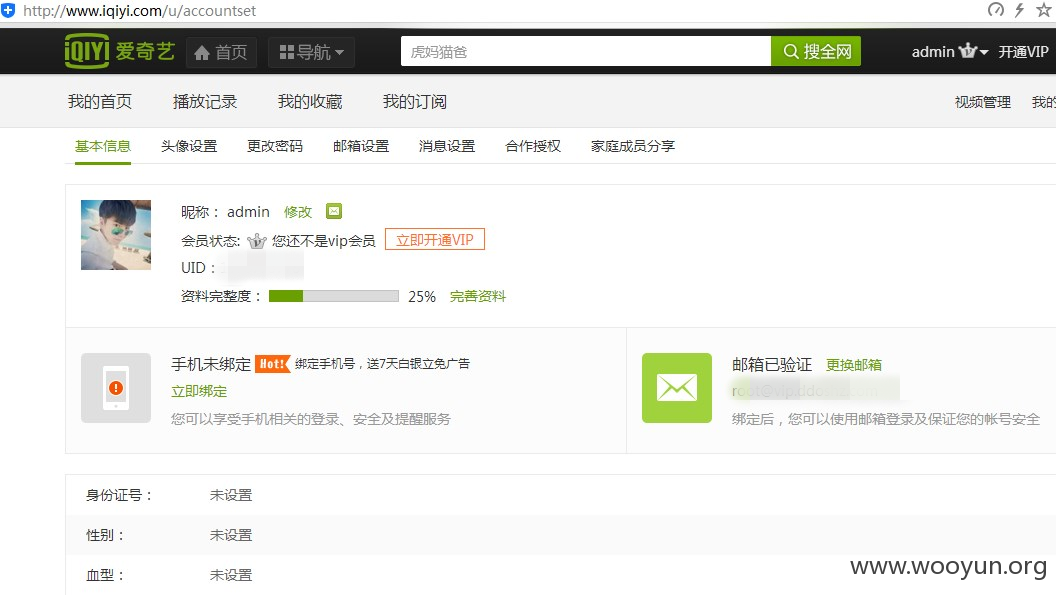 http://www.iqiyi.com/u/accountset
iQIYI 爱奇艺 首页 导航 虎妈猫爸 搜全网 admin 开通VIP
我的首页 播放记录 我的收藏 我的订阅 视频管理 我的
基本信息 头像设置 更改密码 邮箱设置 消息设置 合作授权 家庭成员分享
昵称： admin 修改
会员状态: 您还不是vip会员 立即开通VIP
UID：
资料完整度： 25% 完善资料
手机未绑定 Hot! 绑定手机号，送7天白银立免广告
立即绑定
您可以享受手机相关的登录、安全及提醒服务
邮箱已验证 更换邮箱
绑定后，您可以使用邮箱登录及保证您的帐号安全
身份证号： 未设置
性别： 未设置
血型： 未设置
www.wooyun.org